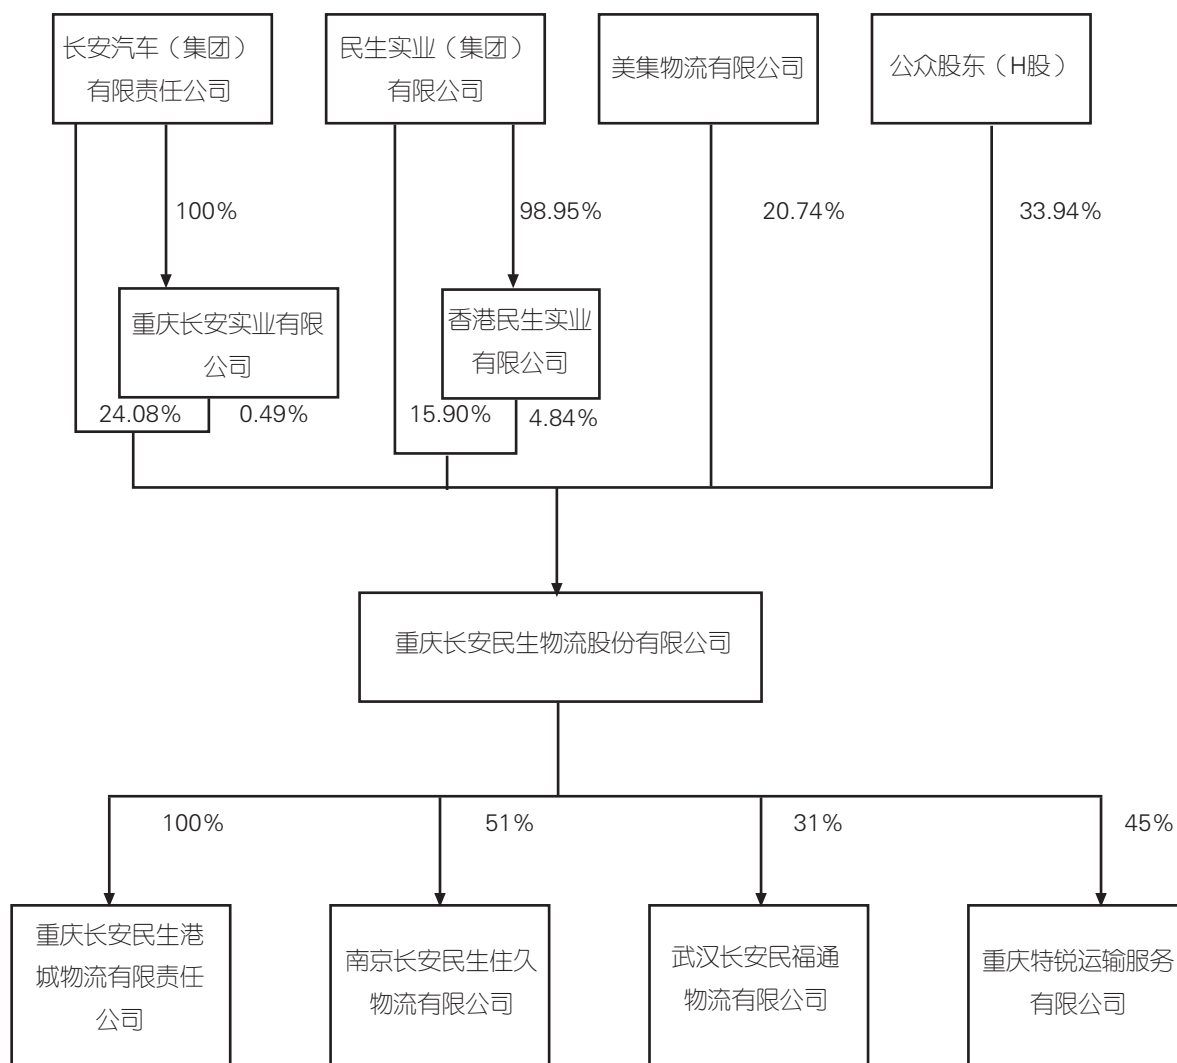 长安汽车（集团）
有限责任公司
民生实业（集团）
有限公司
美集物流有限公司
公众股东（H股）
100%
98.95%
20.74%
33.94%
重庆长安实业有限
公司
香港民生实业
有限公司
24.08%
0.49%
15.90%
4.84%
重庆长安民生物流股份有限公司
100%
51%
31%
45%
重庆长安民生港
城物流有限责任
公司
南京长安民生住久
物流有限公司
武汉长安民福通
物流有限公司
重庆特锐运输服务
有限公司